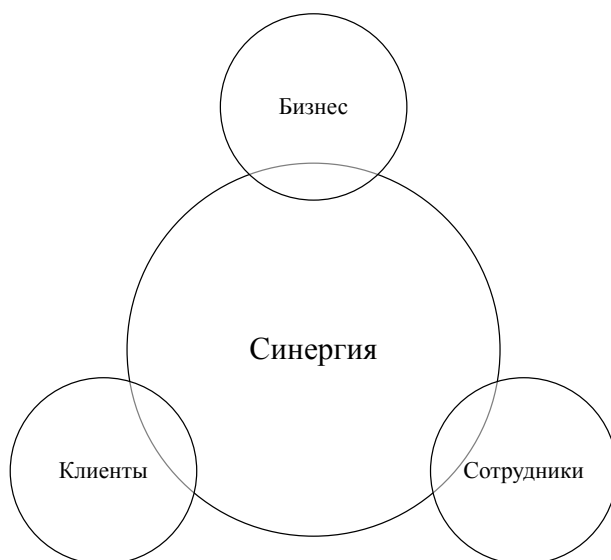 Бизнес
Синергия
Клиенты
Сотрудники